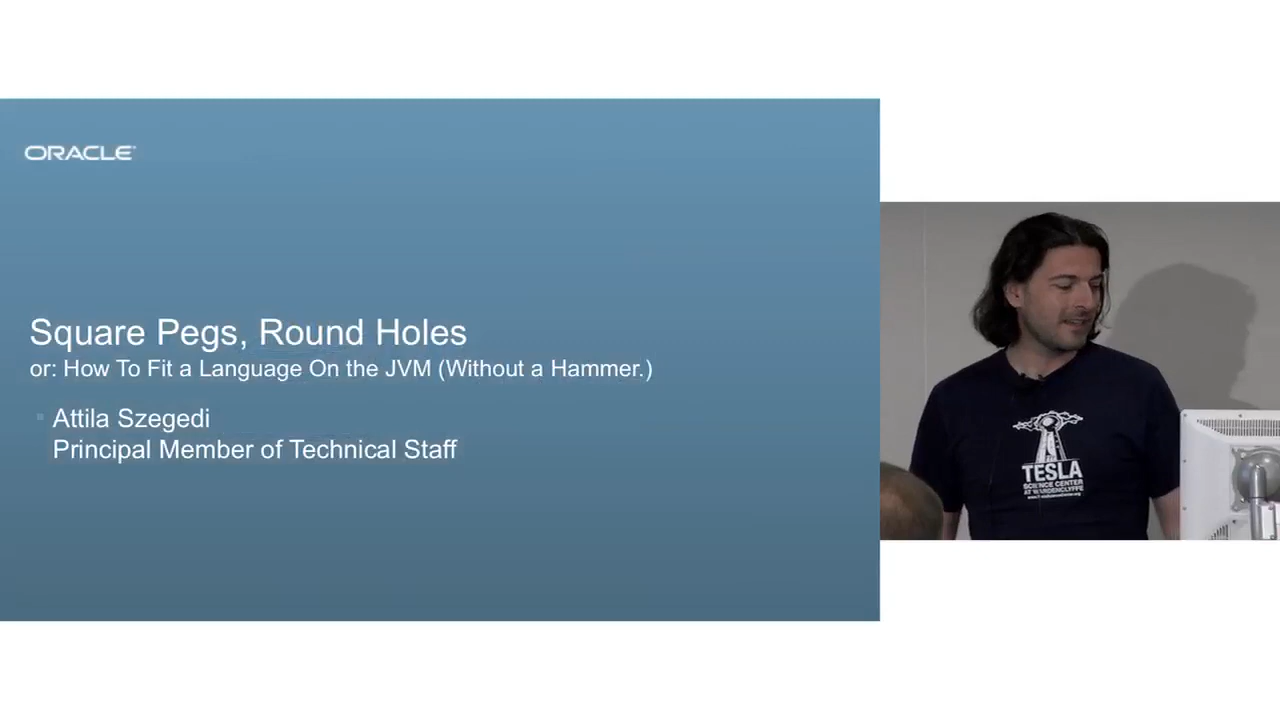 ORACLE
Square Pegs, Round Holes
or: How To Fit a Language On the JVM (Without a Hammer.)
Attila Szegedi
Principal Member of Technical Staff
TESLA
SCIENCE CENTER
AT WARDENCLYFFE